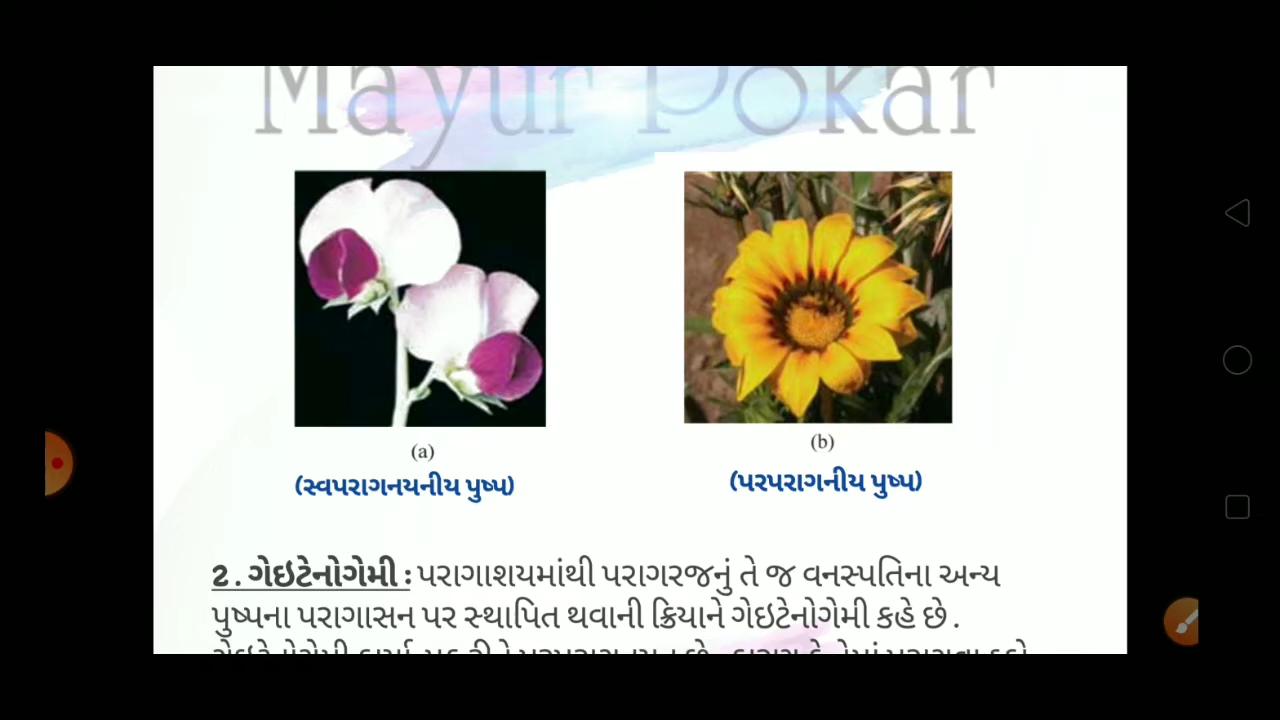 Mayur Pokar
(a)
(b)
(સ્વપરાગનયનીય પુષ્પ)
(પરપરાગનીય પુષ્પ)
2 . ગેઇટેનોગેમી : પરાગાશયમાંથી પરાગરજનું તે જ વનસ્પતિના અન્ય
પુષ્પના પરાગાસન પર સ્થાપિત થવાની ક્રિયાને ગેઇટેનોગેમી કહે છે .